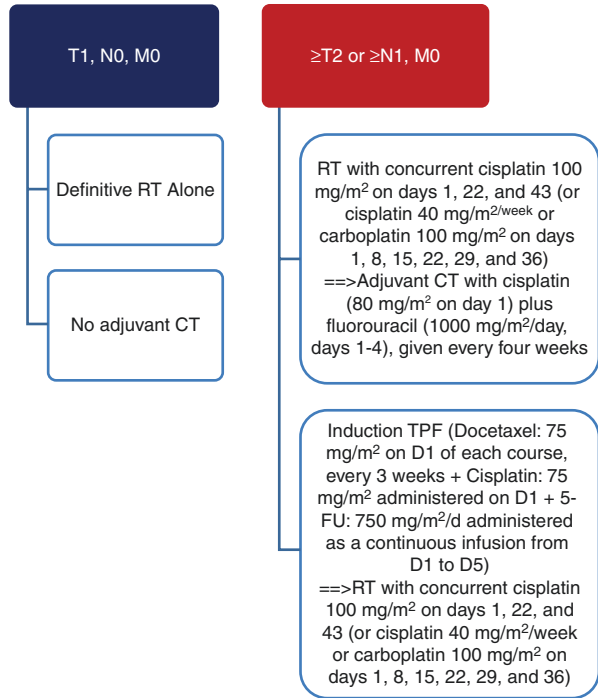 T1, N0, M0
Definitive RT Alone
No adjuvant CT
≥T2 or ≥N1, M0
RT with concurrent cisplatin 100
mg/m² on days 1, 22, and 43 (or
cisplatin 40 mg/m²/week or
carboplatin 100 mg/m² on days
1, 8, 15, 22, 29, and 36)
==>Adjuvant CT with cisplatin
(80 mg/m² on day 1) plus
fluorouracil (1000 mg/m²/day,
days 1-4), given every four weeks
Induction TPF (Docetaxel: 75
mg/m² on D1 of each course,
every 3 weeks + Cisplatin: 75
mg/m² administered on D1 + 5-
FU: 750 mg/m²/d administered
as a continuous infusion from
D1 to D5)
==>RT with concurrent cisplatin
100 mg/m² on days 1, 22, and
43 (or cisplatin 40 mg/m²/week
or carboplatin 100 mg/m² on
days 1, 8, 15, 22, 29, and 36)